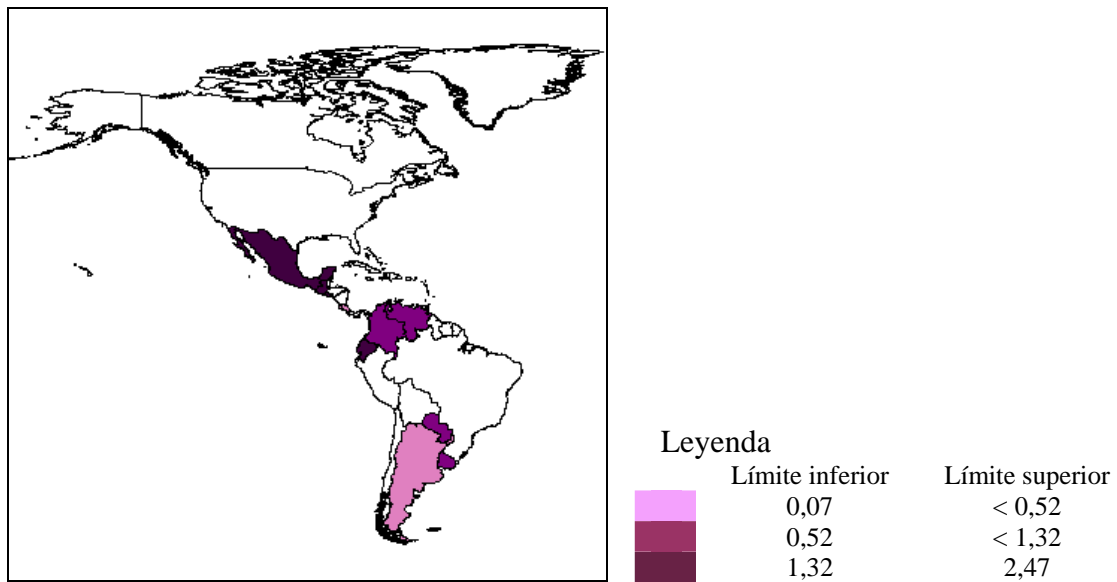 Leyenda
Límite inferior Límite superior
0,07 < 0,52
0,52 < 1,32
1,32 2,47